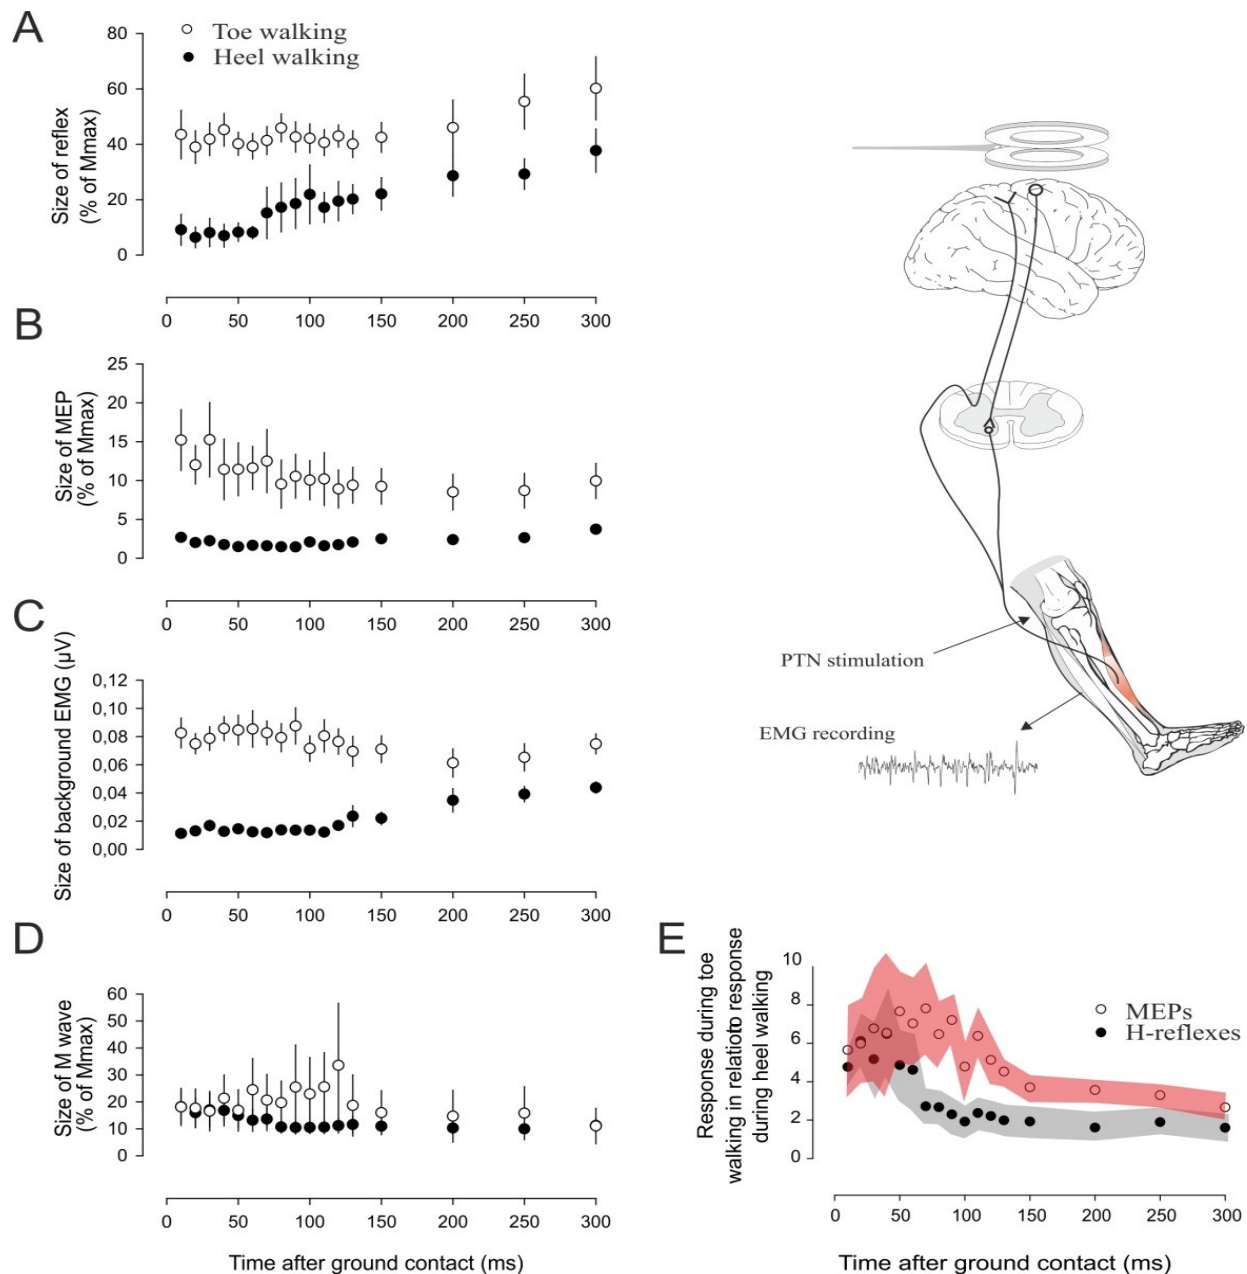 A
Toe walking
Heel walking
Size of reflex
(% of Mmax)
80
60
40
20
0
0 50 100 150 200 250 300
B
Size of MEP
(% of Mmax)
25
20
15
10
5
0
0 50 100 150 200 250 300
C
Size of background EMG (µV)
0,12
0,10
0,08
0,06
0,04
0,02
0,00
0 50 100 150 200 250 300
D
Size of M wave
(% of Mmax)
60
50
40
30
20
10
0
0 50 100 150 200 250 300
Time after ground contact (ms)
PTN stimulation
EMG recording
E
Response during toe
walking in relation to response
during heel walking
10
8
6
4
2
0
MEPs
H-reflexes
0 50 100 150 200 250 300
Time after ground contact (ms)